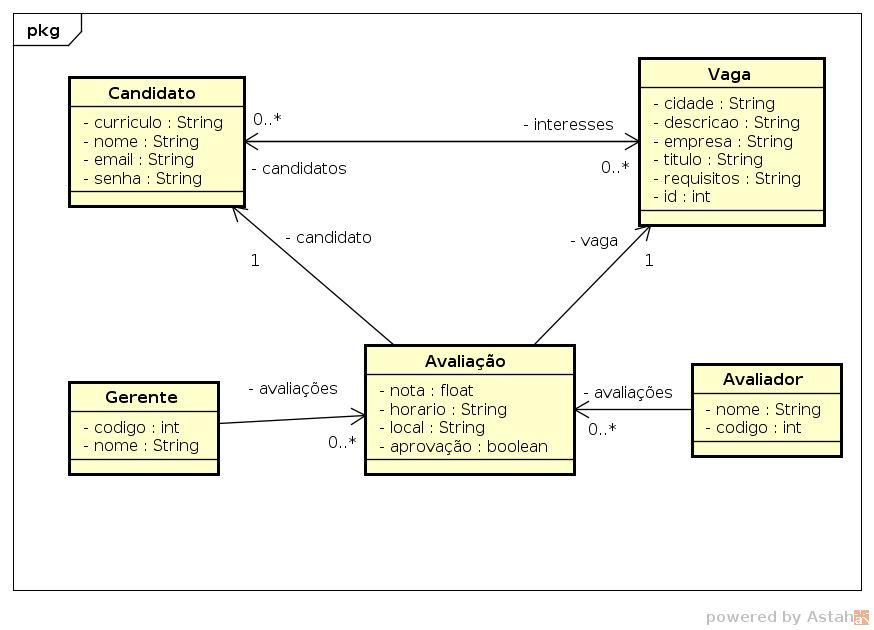 pkg
Candidato
- curriculo : String
- nome : String
- email : String
- senha : String
0..*
- candidatos
- interesses
0..*
Vaga
- cidade : String
- descricao : String
- empresa : String
- titulo : String
- requisitos : String
- id : int
- candidato
1
- vaga
1
Gerente
- codigo : int
- nome : String
- avaliações
0..*
Avaliação
- nota : float
- horario : String
- local : String
- aprovação : boolean
- avaliações
0..*
Avaliador
- nome : String
- codigo : int
powered by Astah